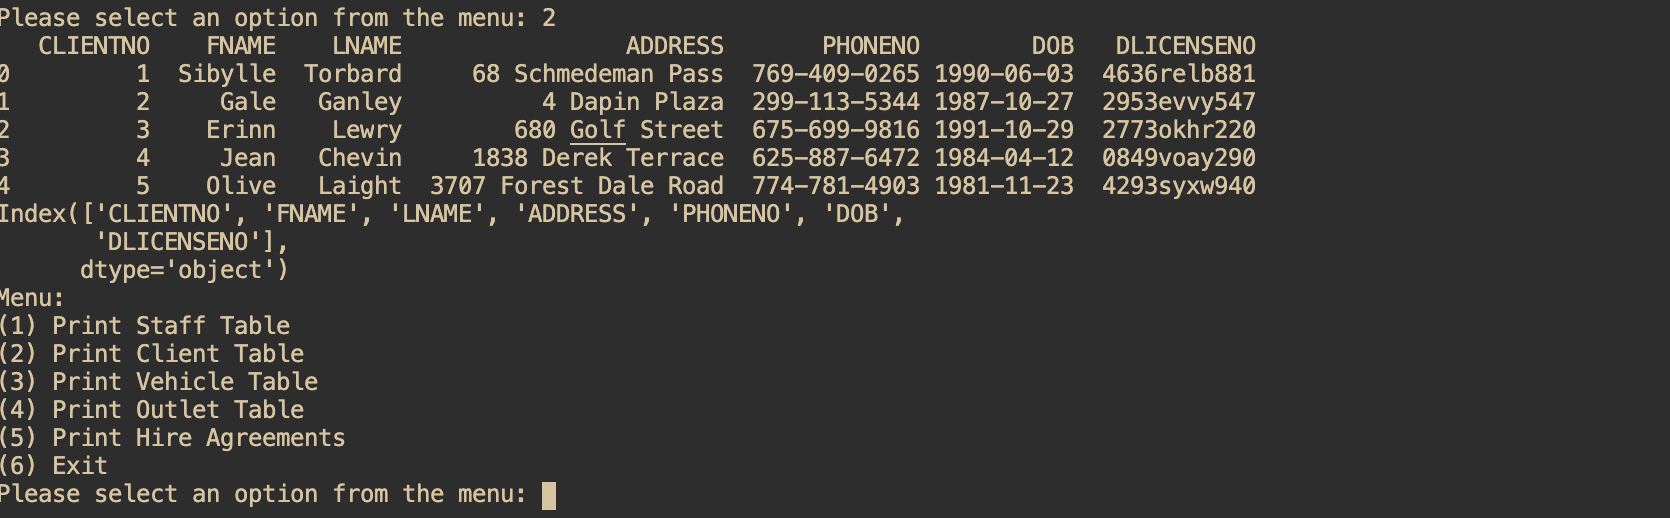 Please select an option from the menu: 2
CLIENTNO FNAME LNAME ADDRESS PHONENO DOB DLICENSENO
0 1 Sibylle Torbard 68 Schmedeman Pass 769-409-0265 1990-06-03 4636relb881
1 2 Gale Ganley 4 Dapin Plaza 299-113-5344 1987-10-27 2953evvy547
2 3 Erinn Lewry 680 Golf Street 675-699-9816 1991-10-29 2773okhr220
3 4 Jean Chevin 1838 Derek Terrace 625-887-6472 1984-04-12 0849voay290
4 5 Olive Laight 3707 Forest Dale Road 774-781-4903 1981-11-23 4293syxw940
Index(['CLIENTNO', 'FNAME', 'LNAME', 'ADDRESS', 'PHONENO', 'DOB',
'DLICENSENO'],
dtype='object')
Menu:
(1) Print Staff Table
(2) Print Client Table
(3) Print Vehicle Table
(4) Print Outlet Table
(5) Print Hire Agreements
(6) Exit
Please select an option from the menu: